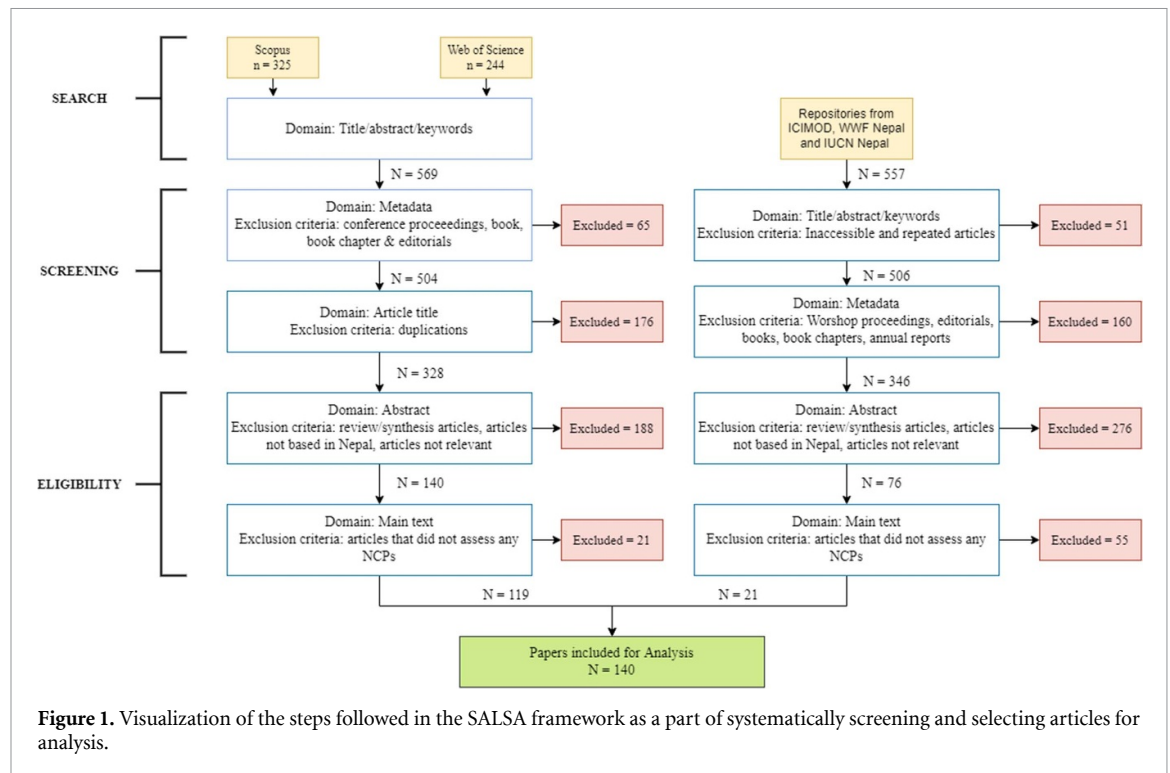 SEARCH
Scopus
n = 325
Web of Science
n = 244
Domain: Title/abstract/keywords
Repositories from
ICIMOD, WWF Nepal
and IUCN Nepal
N = 569
N = 557
SCREENING
Domain: Metadata
Exclusion criteria: conference proceeedings, book,
book chapter & editorials
Excluded = 65
Domain: Title/abstract/keywords
Exclusion criteria: Inaccessible and repeated articles
Excluded = 51
N = 504
N = 506
Domain: Article title
Exclusion criteria: duplications
Excluded = 176
Domain: Metadata
Exclusion criteria: Worshop proceedings, editorials,
books, book chapters, annual reports
Excluded = 160
N = 328
N = 346
ELIGIBILITY
Domain: Abstract
Exclusion criteria: review/synthesis articles, articles
not based in Nepal, articles not relevant
Excluded = 188
Domain: Abstract
Exclusion criteria: review/synthesis articles, articles
not based in Nepal, articles not relevant
Excluded = 276
N = 140
N = 76
Domain: Main text
Exclusion criteria: articles that did not assess any
NCPs
Excluded = 21
Domain: Main text
Exclusion criteria: articles that did not assess any
NCPs
Excluded = 55
N = 119
N = 21
Papers included for Analysis
N = 140
Figure 1. Visualization of the steps followed in the SALSA framework as a part of systematically screening and selecting articles for
analysis.